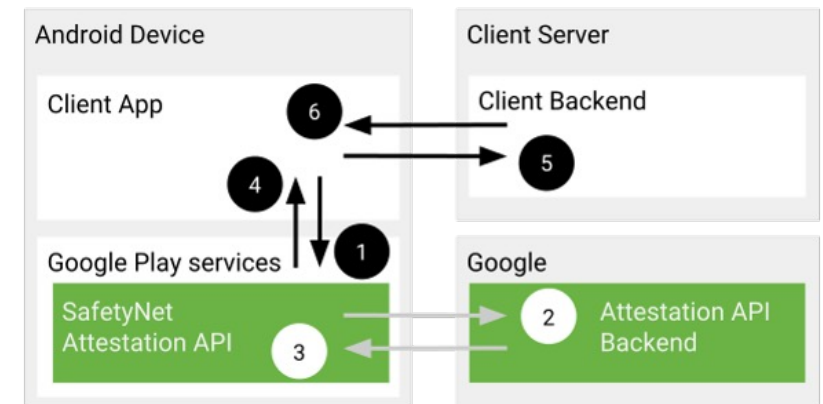 Android Device
Client App
6
4
1
Google Play services
SafetyNet
Attestation API
3
Client Server
Client Backend
5
Google
2
Attestation API
Backend